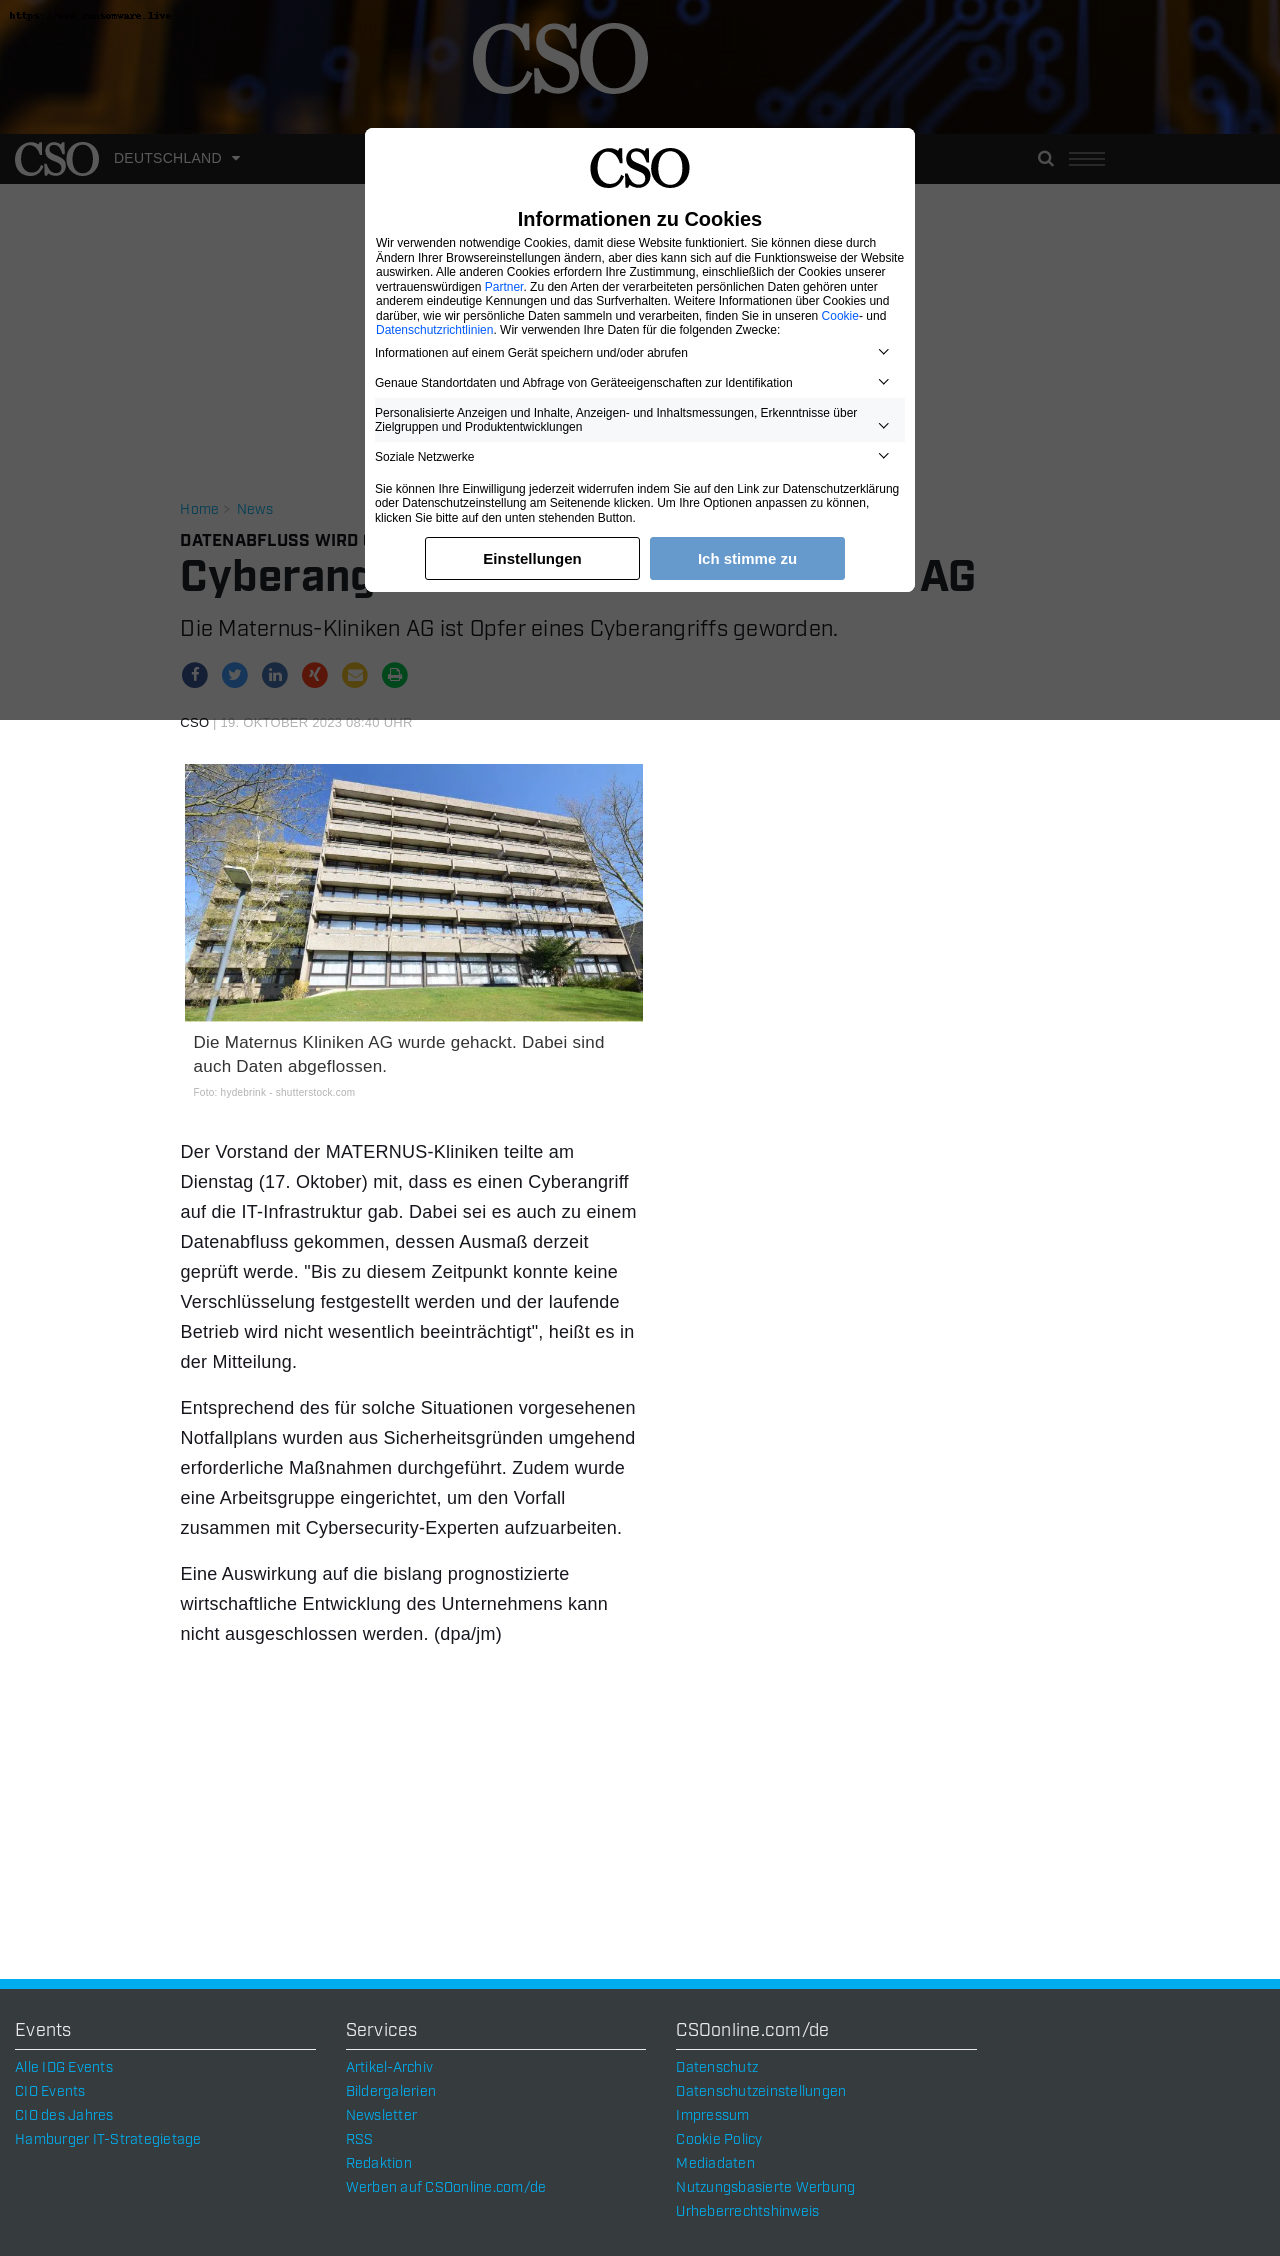 CSO
CSO DEUTSCHLAND
CSO
Informationen zu Cookies
Wir verwenden notwendige Cookies, damit diese Website funktioniert. Sie können diese durch
Ändern Ihrer Browsereinstellungen ändern, aber dies kann sich auf die Funktionsweise der Website
auswirken. Alle anderen Cookies erfordern Ihre Zustimmung, einschließlich der Cookies unserer
vertrauenswürdigen Partner. Zu den Arten der verarbeiteten persönlichen Daten gehören unter
anderem eindeutige Kennungen und das Surfverhalten. Weitere Informationen über Cookies und
darüber, wie wir persönliche Daten sammeln und verarbeiten, finden Sie in unseren Cookie- und
Datenschutzrichtlinien. Wir verwenden Ihre Daten für die folgenden Zwecke:
Informationen auf einem Gerät speichern und/oder abrufen
Genaue Standortdaten und Abfrage von Geräteeigenschaften zur Identifikation
Personalisierte Anzeigen und Inhalte, Anzeigen- und Inhaltsmessungen, Erkenntnisse über
Zielgruppen und Produktentwicklungen
Soziale Netzwerke
Sie können Ihre Einwilligung jederzeit widerrufen indem Sie auf den Link zur Datenschutzerklärung
oder Datenschutzeinstellung am Seitenende klicken. Um Ihre Optionen anpassen zu können,
klicken Sie bitte auf den unten stehenden Button.
Einstellungen
Ich stimme zu
Home > News
DATENABFLUSS WIRD
AG
Die Maternus-Kliniken AG ist Opfer eines Cyberangriffs geworden.
CSO | 19. OKTOBER 2023 08:40 UHR
Die Maternus Kliniken AG wurde gehackt. Dabei sind
auch Daten abgeflossen.
Foto: hydebrink - shutterstock.com
Der Vorstand der MATERNUS-Kliniken teilte am
Dienstag (17. Oktober) mit, dass es einen Cyberangriff
auf die IT-Infrastruktur gab. Dabei sei es auch zu einem
Datenabfluss gekommen, dessen Ausmaß derzeit
geprüft werde. "Bis zu diesem Zeitpunkt konnte keine
Verschlüsselung festgestellt werden und der laufende
Betrieb wird nicht wesentlich beeinträchtigt", heißt es in
der Mitteilung.
Entsprechend des für solche Situationen vorgesehenen
Notfallplans wurden aus Sicherheitsgründen umgehend
erforderliche Maßnahmen durchgeführt. Zudem wurde
eine Arbeitsgruppe eingerichtet, um den Vorfall
zusammen mit Cybersecurity-Experten aufzuarbeiten.
Eine Auswirkung auf die bislang prognostizierte
wirtschaftliche Entwicklung des Unternehmens kann
nicht ausgeschlossen werden. (dpa/jm)
Events
Alle IDG Events
CIO Events
CIO des Jahres
Hamburger IT-Strategietage
Services
Artikel-Archiv
Bildergalerien
Newsletter
RSS
Redaktion
Werben auf CSOonline.com/de
CSOonline.com/de
Datenschutz
Datenschutzeinstellungen
Impressum
Cookie Policy
Mediadaten
Nutzungsbasierte Werbung
Urheberrechtshinweis